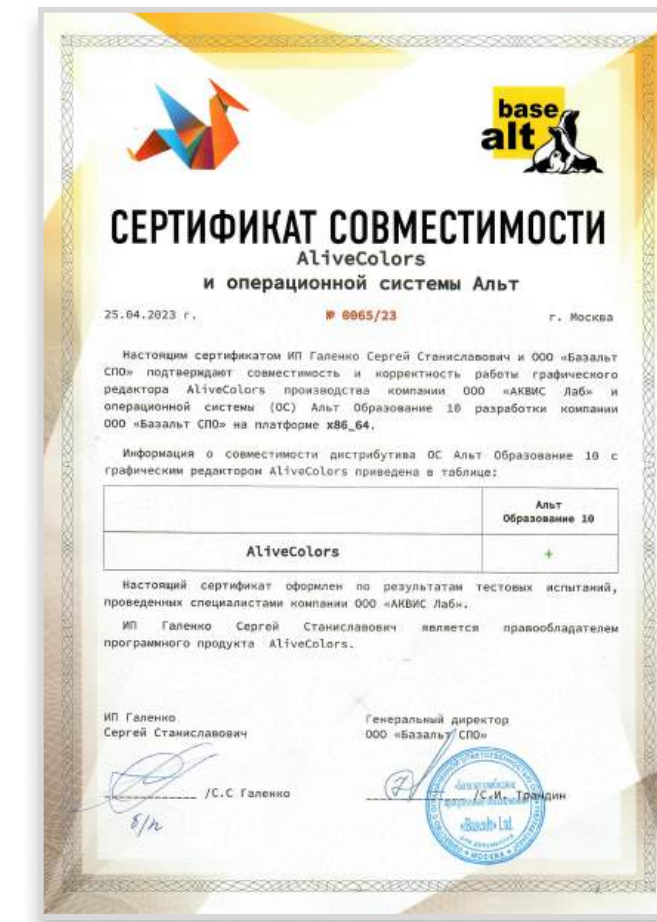 base
alt
СЕРТИФИКАТ СОВМЕСТИМОСТИ
AliveColors
и операционной системы Альт
25.04.2023 г. № 0065/23 г. Москва
Настоящим сертификатом ИП Галенко Сергей Станиславович и ООО «Базальт
СПО» подтверждают совместимость и корректность работы графического
редактора AliveColors производства компании ООО «АКВИС Лаб» и
операционной системы (ОС) Альт Образование 10 разработки компании
ООО «Базальт СПО» на платформе x86_64.
Информация о совместимости дистрибутива ОС Альт Образование 10 с
графическим редактором AliveColors приведена в таблице:
Альт
Образование 10
AliveColors +
Настоящий сертификат оформлен по результатам тестовых испытаний,
проведенных специалистами компании ООО «АКВИС Лаб».
ИП Галенко Сергей Станиславович является правообладателем
программного продукта AliveColors.
ИП Галенко
Сергей Станиславович
Генеральный директор
ООО «Базальт СПО»
/С.С Галенко
б/п
/С.И. Трандин
«Basalt» Ltd.
МОСКВА